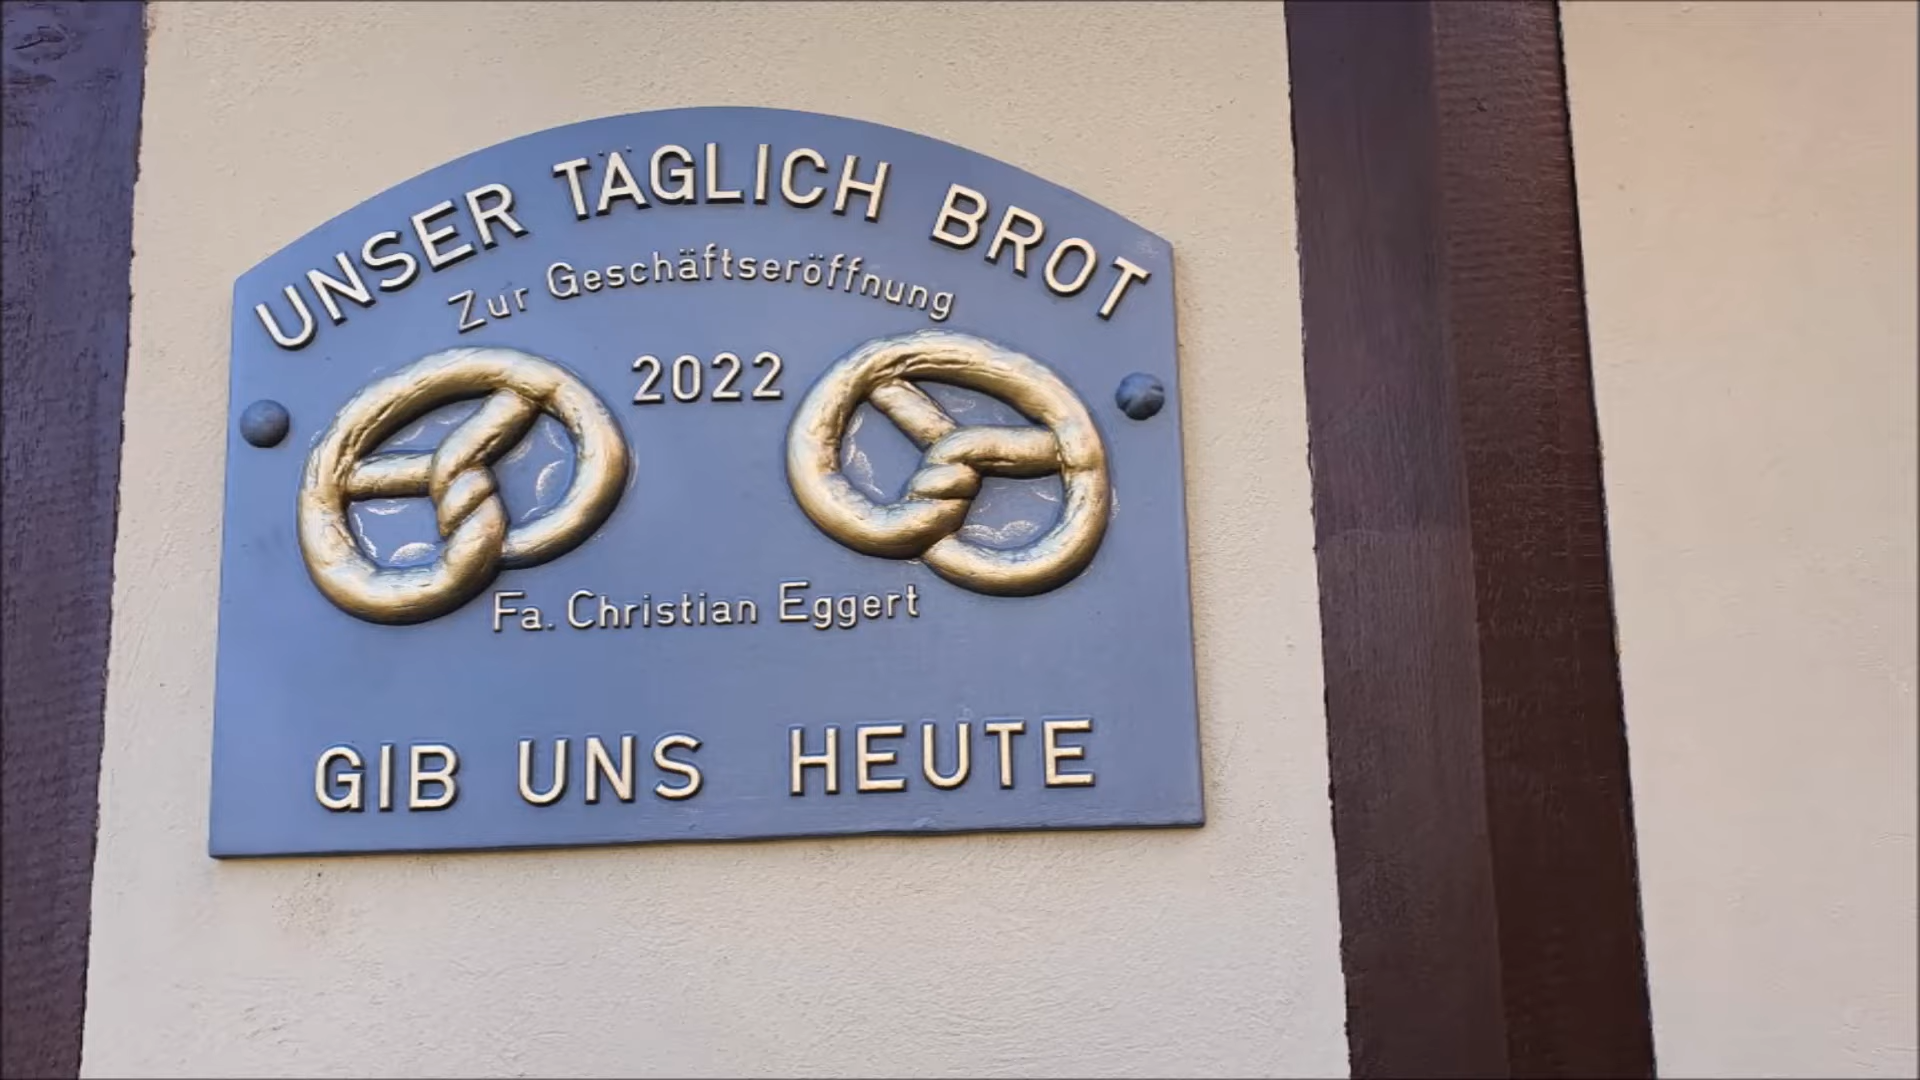 UNSER TÄGLICH BROT
Zur Geschäftseröffnung
2022
Fa. Christian Eggert
GIB UNS HEUTE